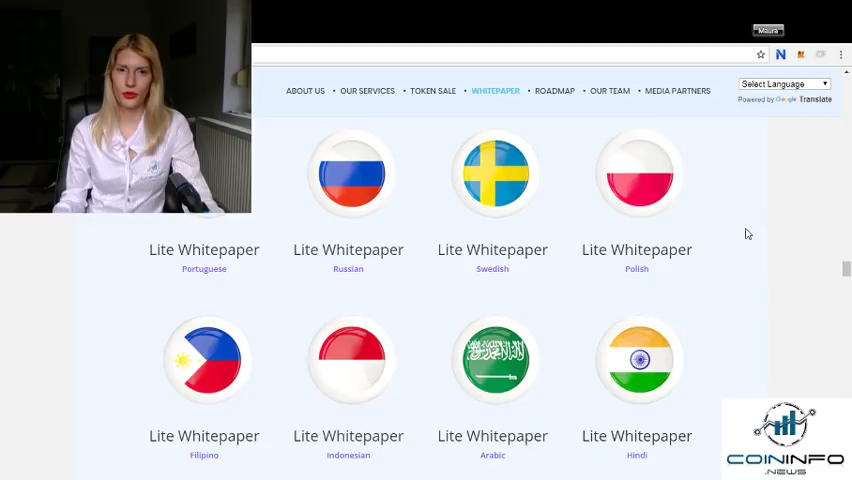 Maura
ABOUT US • OUR SERVICES • TOKEN SALE • WHITEPAPER • ROADMAP • OUR TEAM • MEDIA PARTNERS
Select Language
Powered by Google Translate
Lite Whitepaper Lite Whitepaper Lite Whitepaper Lite Whitepaper
Portuguese Russian Swedish Polish
Lite Whitepaper Lite Whitepaper Lite Whitepaper Lite Whitepaper
Filipino Indonesian Arabic Hindi
COININFO
.NEWS